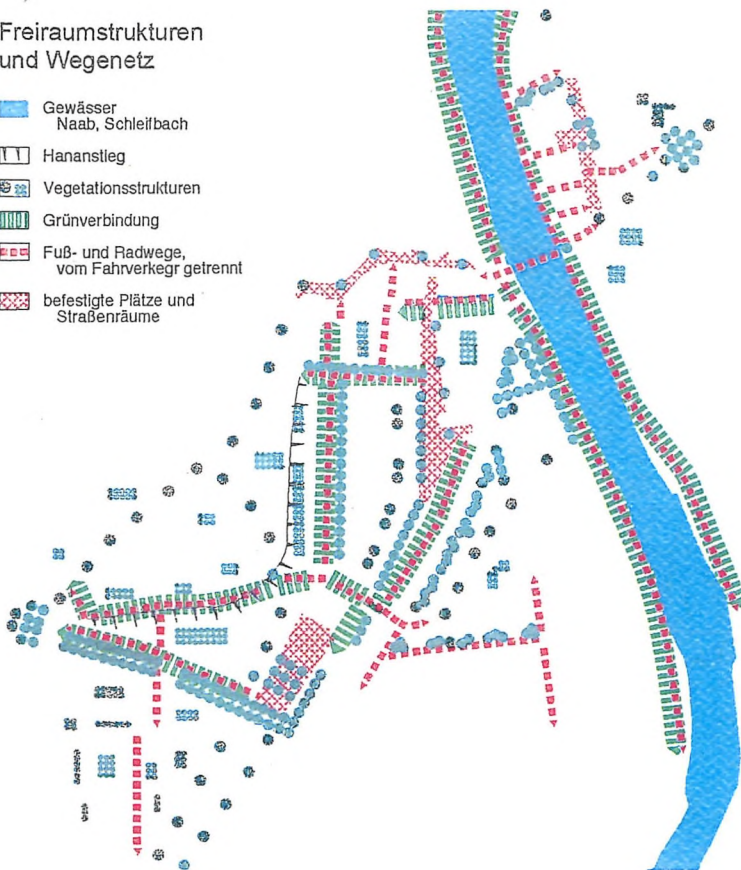 Freiraumstrukturen
und Wegenetz
Gewässer
Naab, Schleifbach
Hananstieg
Vegetationsstrukturen
Grünverbindung
Fuß- und Radwege,
vom Fahrverkegr getrennt
befestigte Plätze und
Straßenräume